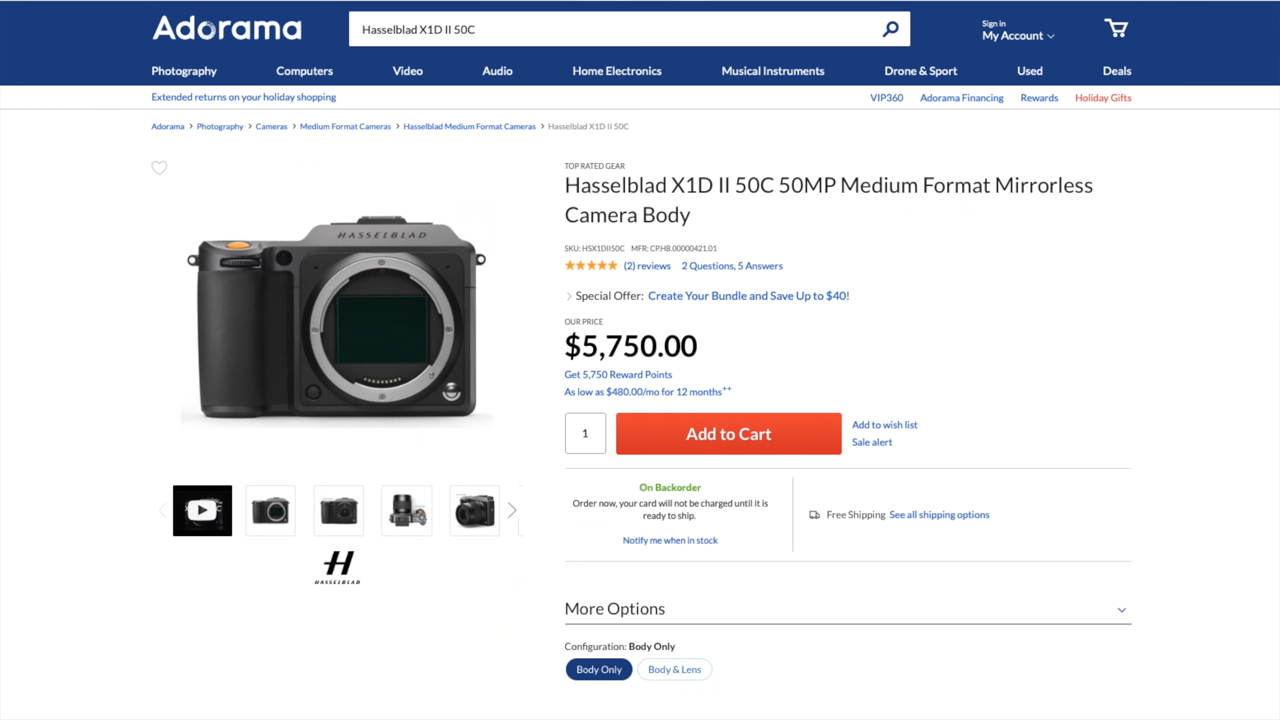 Adorama
Hasselblad X1D II 50C
Sign in
My Account
Photography Computers Video Audio Home Electronics Musical Instruments Drone & Sport Used Deals
Extended returns on your holiday shopping VIP360 Adorama Financing Rewards Holiday Gifts
Adorama > Photography > Cameras > Medium Format Cameras > Hasselblad Medium Format Cameras > Hasselblad X1D II 50C
HASSELBLAD
HASSELBLAD
TOP RATED GEAR
Hasselblad X1D II 50C 50MP Medium Format Mirrorless
Camera Body
SKU: HSX1DII50C MFR: CP.HB.00000421.01
(2) reviews 2 Questions, 5 Answers
Special Offer: Create Your Bundle and Save Up to $40!
OUR PRICE
$5,750.00
Get 5,750 Reward Points
As low as $480.00/mo for 12 months++
1 Add to Cart
Add to wish list
Sale alert
On Backorder
Order now, your card will not be charged until it is
ready to ship.
Notify me when in stock
Free Shipping See all shipping options
More Options
Configuration: Body Only
Body Only Body & Lens